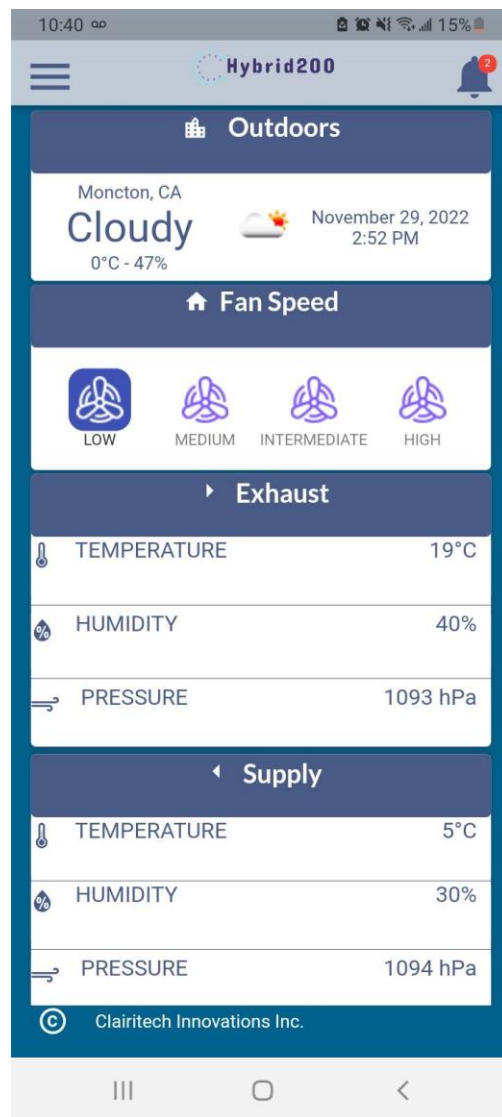 10:40
15%
Hybrid200
2
Outdoors
Moncton, CA
Cloudy
0°C - 47%
November 29, 2022
2:52 PM
Fan Speed
LOW MEDIUM INTERMEDIATE HIGH
Exhaust
TEMPERATURE 19°C
HUMIDITY 40%
PRESSURE 1093 hPa
Supply
TEMPERATURE 5°C
HUMIDITY 30%
PRESSURE 1094 hPa
© Clairitech Innovations Inc.